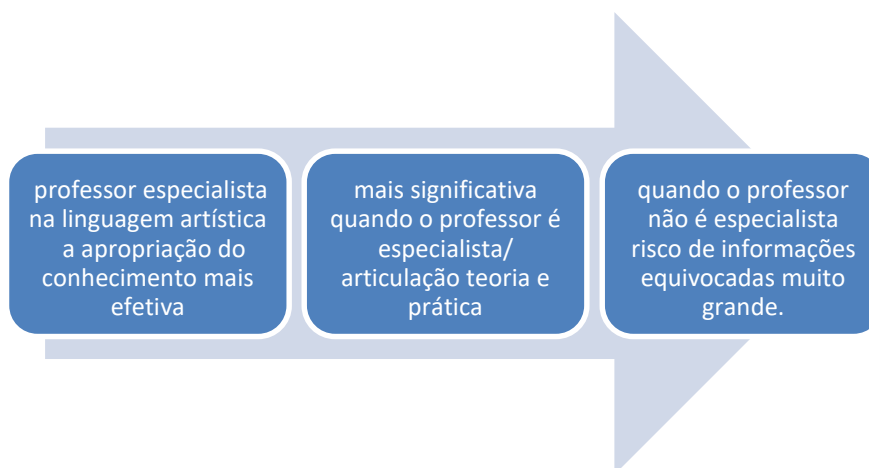 professor especialista
na linguagem artística
a apropriação do
conhecimento mais
efetiva
mais significativa
quando o professor é
especialista/
articulação teoria e
prática
quando o professor
não é especialista
risco de informações
equivocadas muito
grande.